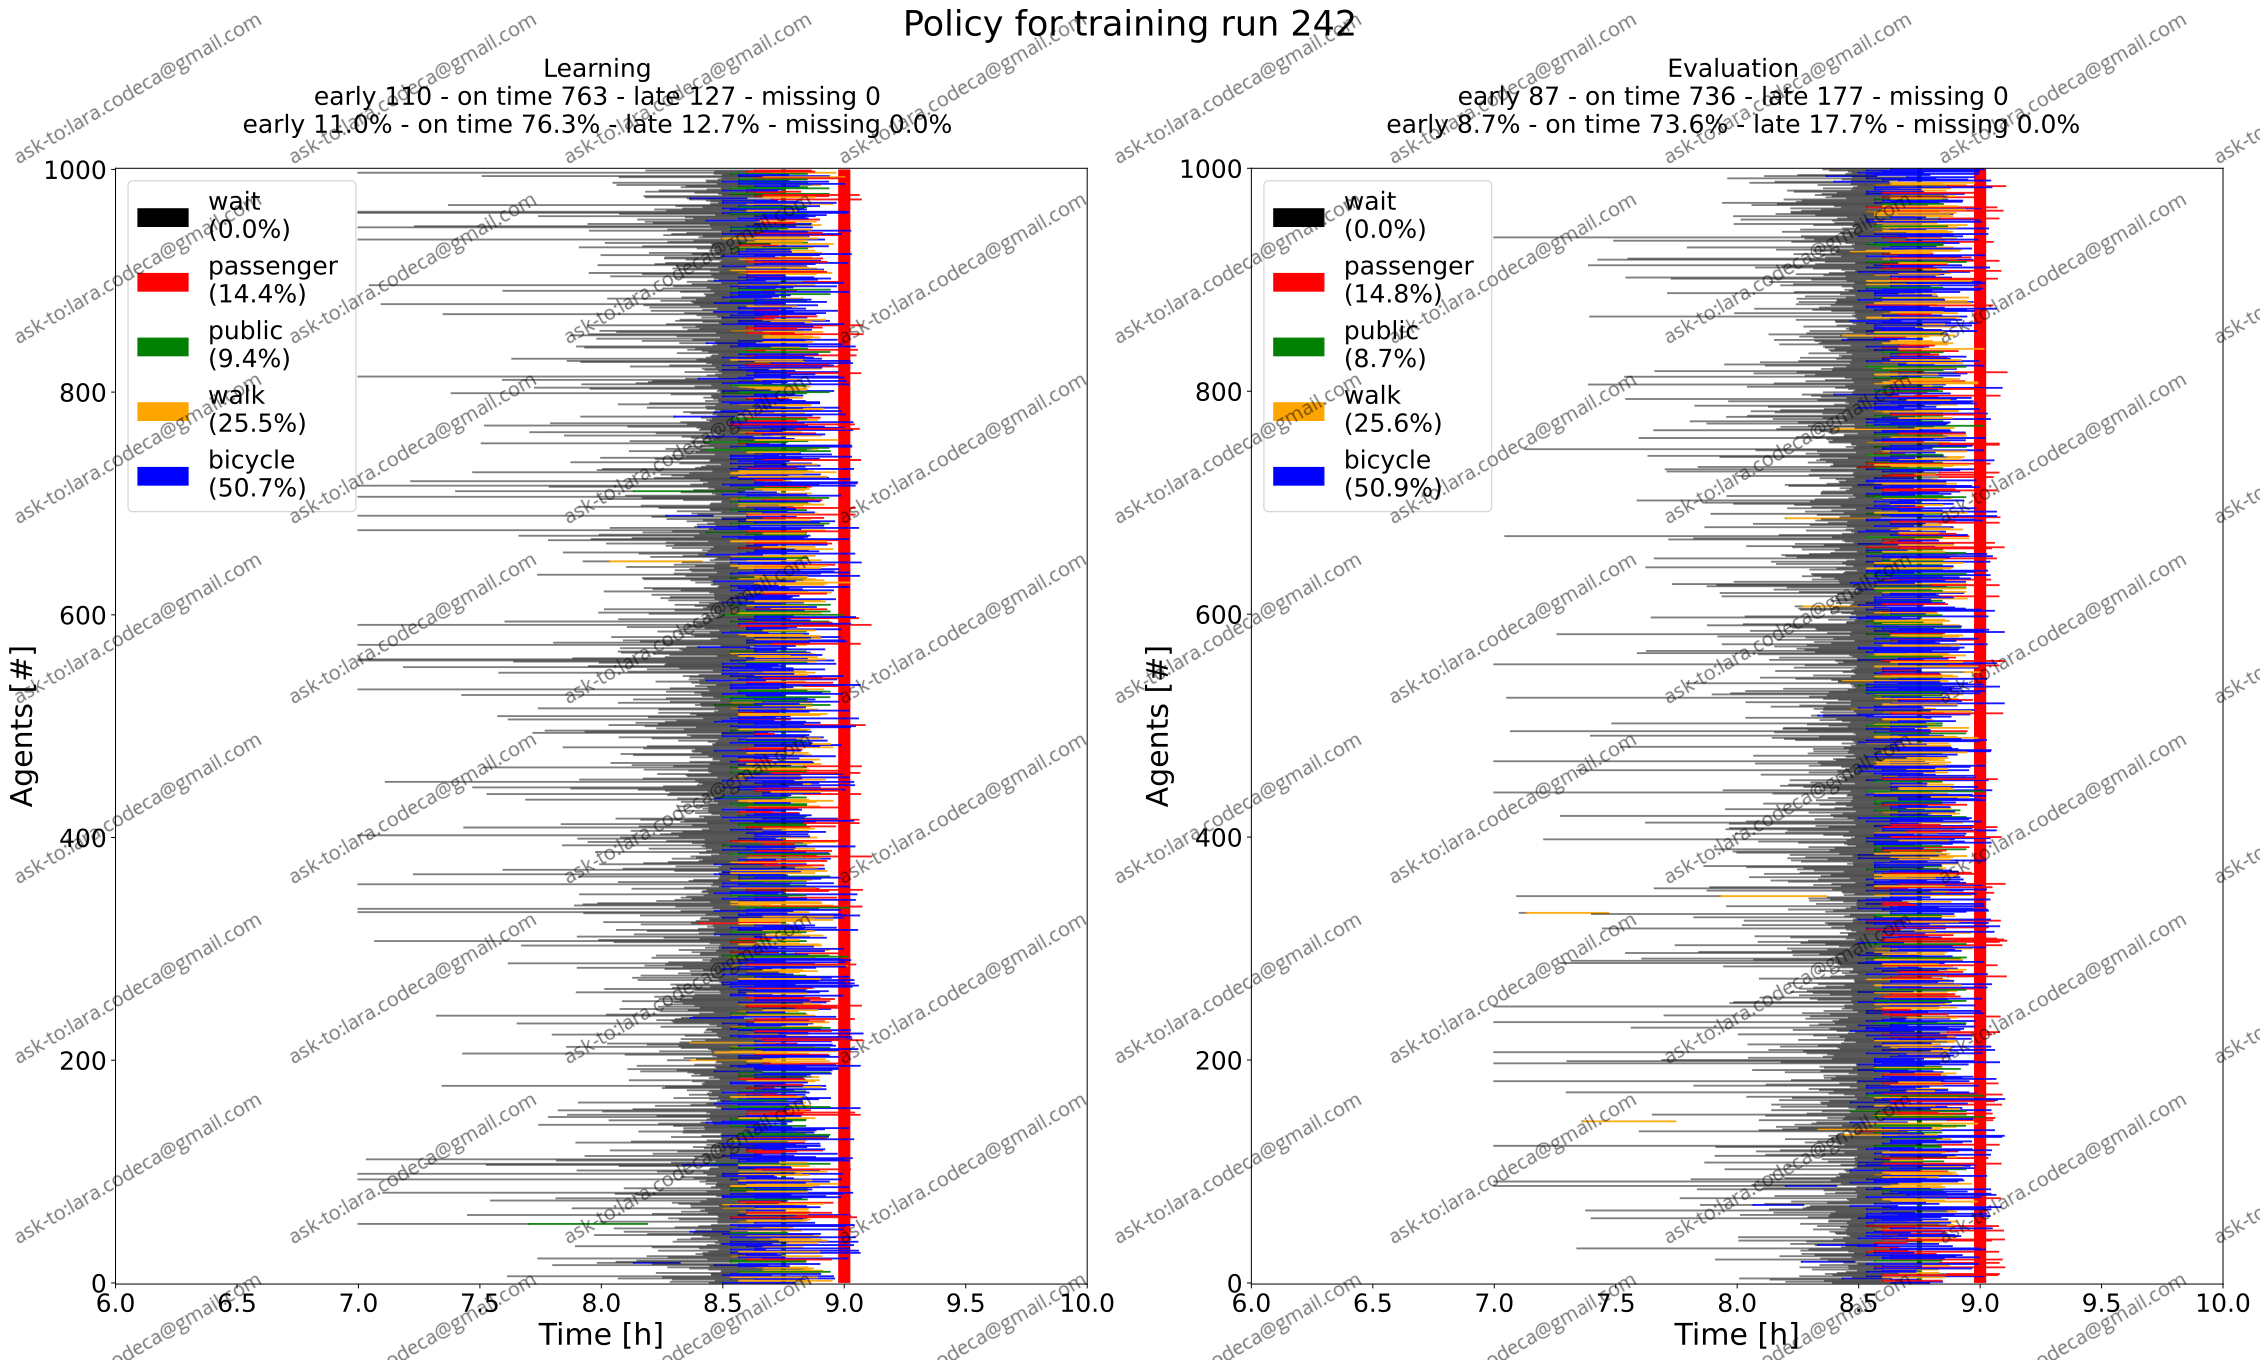 Policy for training run 242
Learning
early 110 - on time 763 - late 127 - missing 0
early 11.0% - on time 76.3% - late 12.7% - missing 0.0%
1000
800
600
400
200
0
Agents [#]
wait
(0.0%)
passenger
(14.4%)
public
(9.4%)
walk
(25.5%)
bicycle
(50.7%)
6.0 6.5 7.0 7.5 8.0 8.5 9.0 9.5 10.0
Time [h]
Evaluation
early 87 - on time 736 - late 177 - missing 0
early 8.7% - on time 73.6% - late 17.7% - missing 0.0%
1000
800
600
400
200
0
Agents [#]
wait
(0.0%)
passenger
(14.8%)
public
(8.7%)
walk
(25.6%)
bicycle
(50.9%)
6.0 6.5 7.0 7.5 8.0 8.5 9.0 9.5 10.0
Time [h]
ask-to:lara.codeca@gmail.com